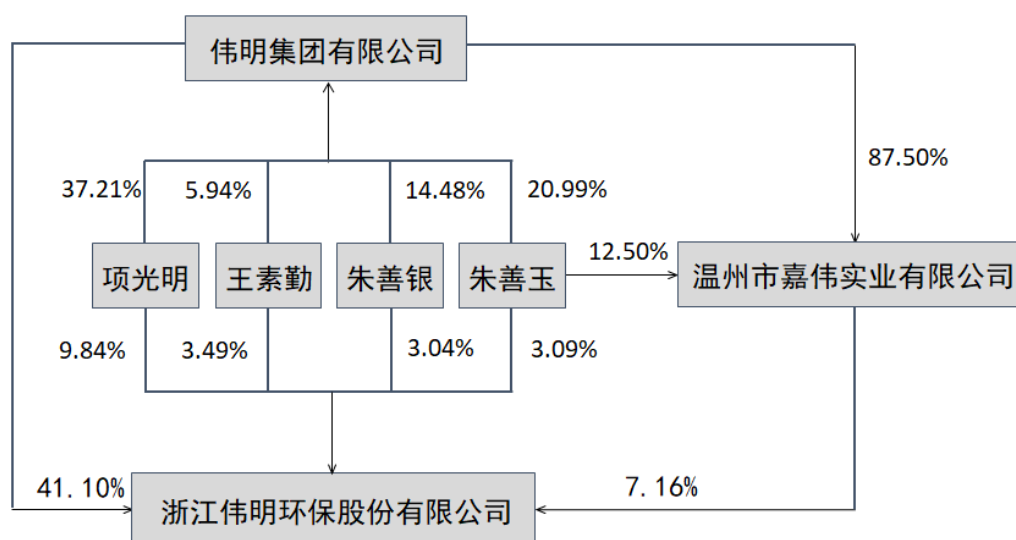 伟明集团有限公司
87.50%
37.21%
5.94%
14.48%
20.99%
项光明
王素勤
朱善银
朱善玉
12.50%
温州市嘉伟实业有限公司
9.84%
3.49%
3.04%
3.09%
41.10%
浙江伟明环保股份有限公司
7.16%